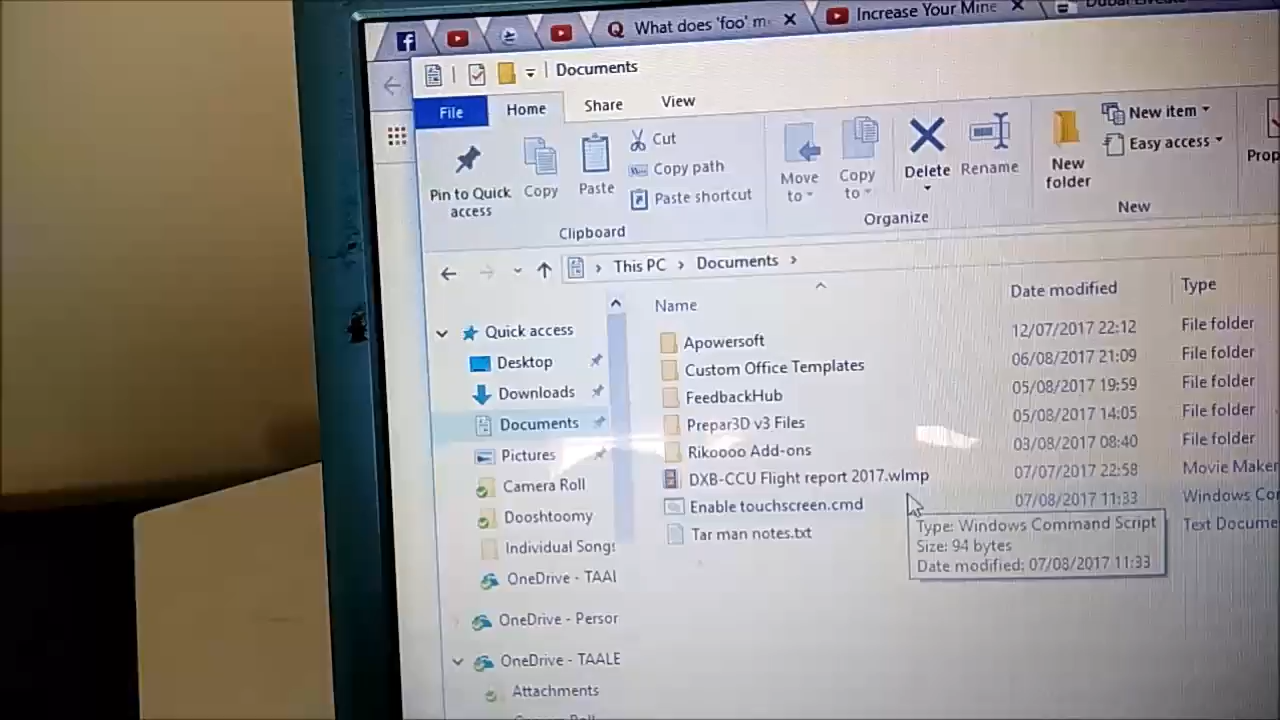 What does 'foo' m
Increase Your Mine
Documents
File
Home
Share
View
Pin to Quick access
Copy
Paste
Cut
Copy path
Paste shortcut
Clipboard
Move to
Copy to
Delete
Rename
Organize
New folder
New item
Easy access
New
Prop
This PC > Documents >
Name
Date modified
Type
Quick access
Desktop
Downloads
Documents
Pictures
Camera Roll
Dooshtoomy
Individual Songs
OneDrive - TAAL
OneDrive - Person
OneDrive - TAALE
Attachments
Apowersoft 12/07/2017 22:12 File folder
Custom Office Templates 06/08/2017 21:09 File folder
FeedbackHub 05/08/2017 19:59 File folder
Prepar3D v3 Files 05/08/2017 14:05 File folder
Rikoooo Add-ons 03/08/2017 08:40 File folder
DXB-CCU Flight report 2017.wlmp 07/07/2017 22:58 Movie Maker
Enable touchscreen.cmd 07/08/2017 11:33 Windows Co
Tar man notes.txt Text Docume
Type: Windows Command Script
Size: 94 bytes
Date modified: 07/08/2017 11:33